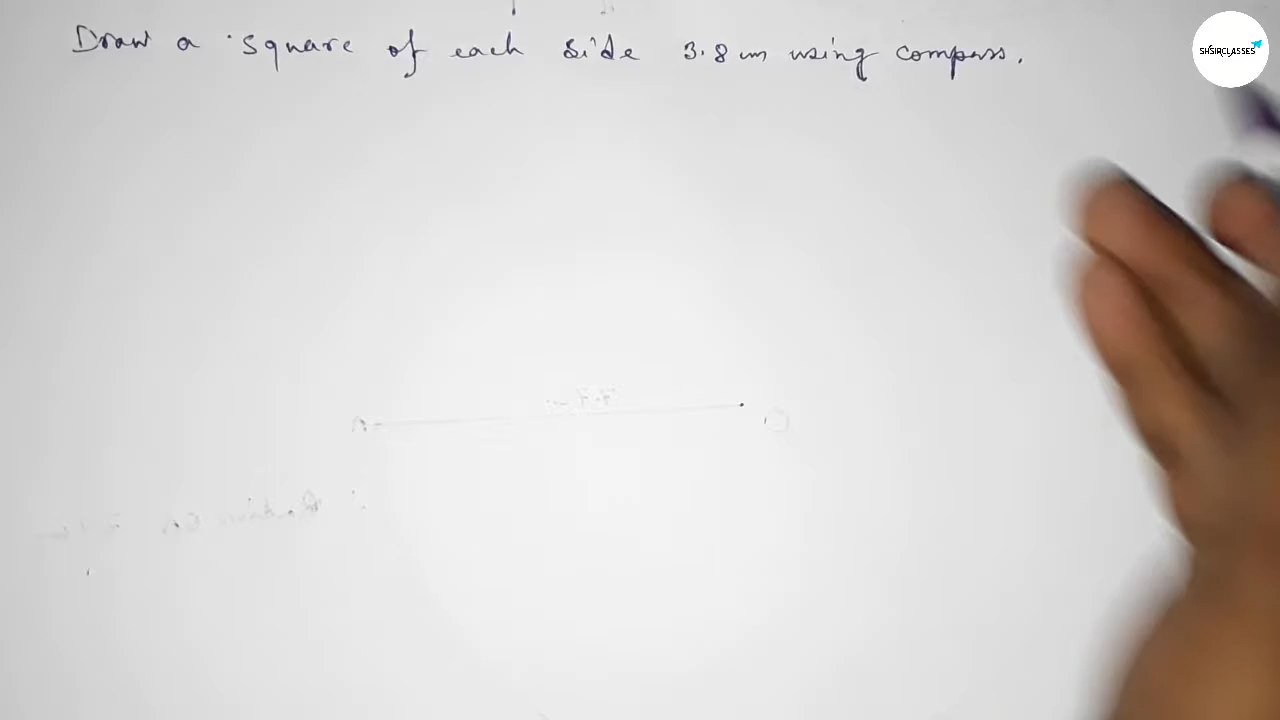 Draw a square of each side 3.8 cm using compass.
SHSIRCLASSES